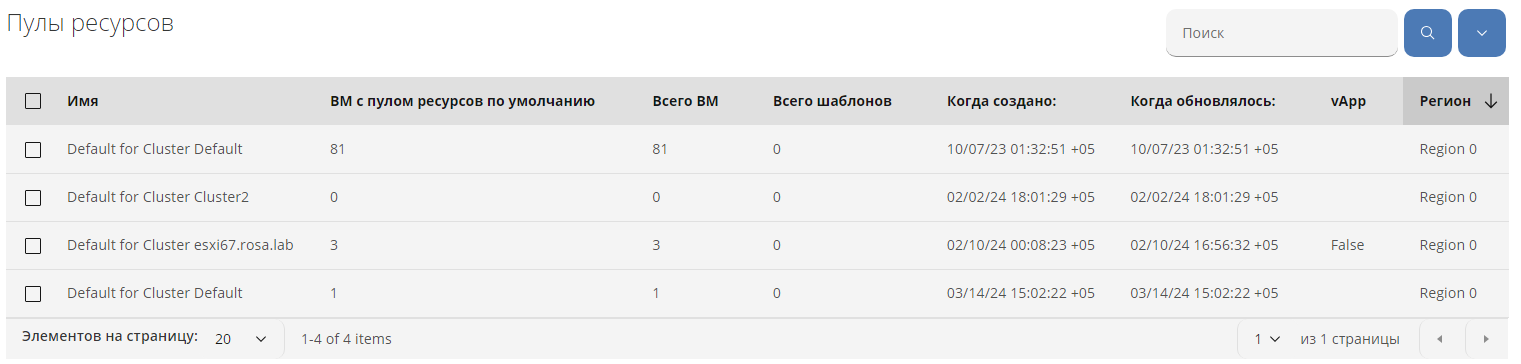 Пулы ресурсов
Поиск
Имя ВМ с пулом ресурсов по умолчанию Всего ВМ Всего шаблонов Когда создано: Когда обновлялось: vApp Регион
Default for Cluster Default 81 81 0 10/07/23 01:32:51 +05 10/07/23 01:32:51 +05 Region 0
Default for Cluster Cluster2 0 0 0 02/02/24 18:01:29 +05 02/02/24 18:01:29 +05 Region 0
Default for Cluster esxi67.rosa.lab 3 3 0 02/10/24 00:08:23 +05 02/10/24 16:56:32 +05 False Region 0
Default for Cluster Default 1 1 0 03/14/24 15:02:22 +05 03/14/24 15:02:22 +05 Region 0
Элементов на страницу: 20 1-4 of 4 items 1 из 1 страницы